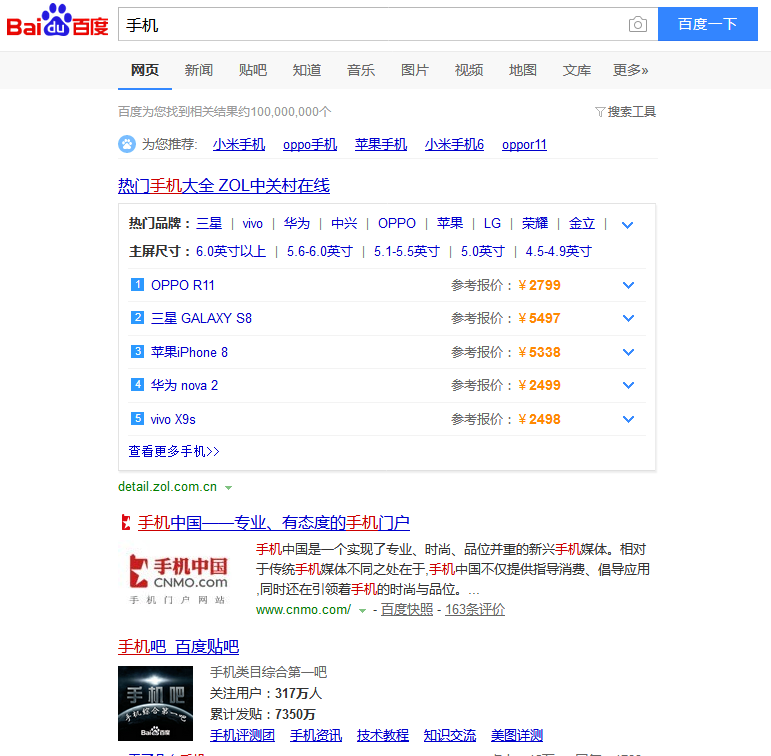 Bai du 百度 手机 百度一下
网页 新闻 贴吧 知道 音乐 图片 视频 地图 文库 更多»
百度为您找到相关结果约100,000,000个 搜索工具
为您推荐: 小米手机 oppo手机 苹果手机 小米手机6 oppor11
热门手机大全 ZOL中关村在线
热门品牌： 三星 | vivo | 华为 | 中兴 | OPPO | 苹果 | LG | 荣耀 | 金立 |
主屏尺寸： 6.0英寸以上 | 5.6-6.0英寸 | 5.1-5.5英寸 | 5.0英寸 | 4.5-4.9英寸
1 OPPO R11 参考报价：￥2799
2 三星 GALAXY S8 参考报价：￥5497
3 苹果iPhone 8 参考报价：￥5338
4 华为 nova 2 参考报价：￥2499
5 vivo X9s 参考报价：￥2498
查看更多手机>>
detail.zol.com.cn
手机中国——专业、有态度的手机门户
手机中国
CNMO.com
手机门户网站
手机中国是一个实现了专业、时尚、品位并重的新兴手机媒体。相对
于传统手机媒体不同之处在于,手机中国不仅提供指导消费、倡导应用
,同时还在引领着手机的时尚与品位。...
www.cnmo.com/ - 百度快照 - 163条评价
手机吧_百度贴吧
手机吧
手机综合第一吧
Bai du 百度
手机类目综合第一吧
关注用户：317万人
累计发贴：7350万
手机评测团 手机资讯 技术教程 知识交流 美图详测